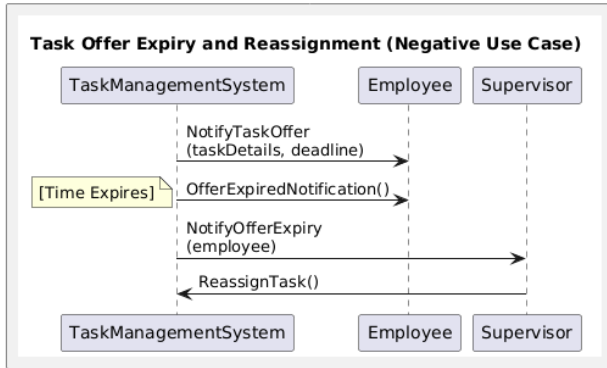 Task Offer Expiry and Reassignment (Negative Use Case)
TaskManagementSystem
Employee
Supervisor
NotifyTaskOffer
(taskDetails, deadline)
[Time Expires]
OfferExpiredNotification()
NotifyOfferExpiry
(employee)
ReassignTask()
TaskManagementSystem
Employee
Supervisor